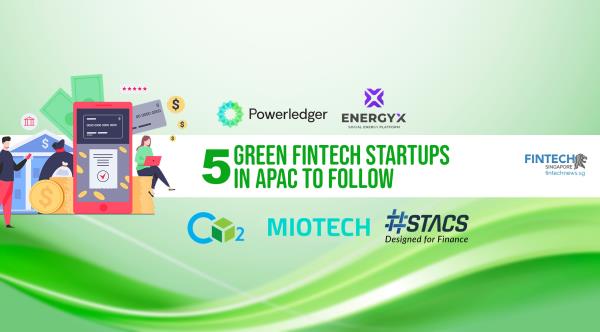 Powerledger
ENERGYX
SOCIAL ENERGY PLATFORM
5 GREEN FINTECH STARTUPS
IN APAC TO FOLLOW
FINTECH
SINGAPORE
fintechnews.sg
CO2
MIOTECH
#STACS
Designed for Finance